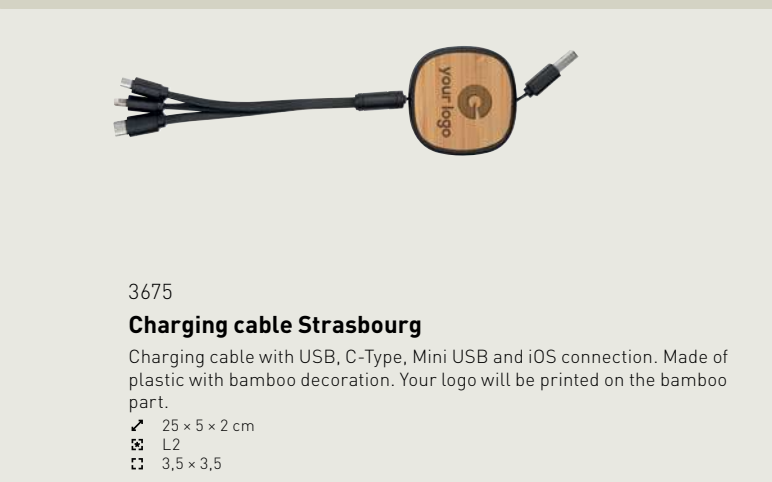 your logo
3675
Charging cable Strasbourg
Charging cable with USB, C-Type, Mini USB and iOS connection. Made of
plastic with bamboo decoration. Your logo will be printed on the bamboo
part.
25 × 5 × 2 cm
L2
3,5 × 3,5